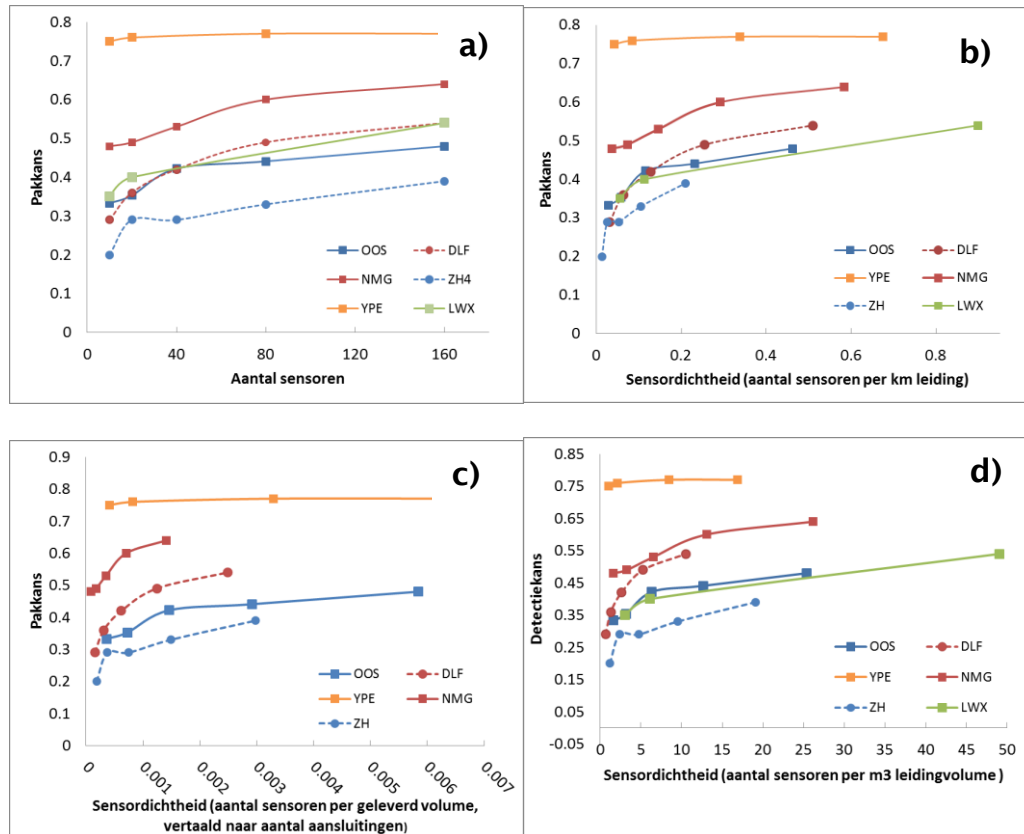 a)
0.8
0.7
0.6
0.5
0.4
0.3
0.2
0.1
0
Pakkans
OOS DLF
NMG ZH4
YPE LWX
0 40 80 120 160
Aantal sensoren
b)
0.8
0.7
0.6
0.5
0.4
0.3
0.2
0.1
0
Pakkans
OOS DLF
YPE NMG
ZH LWX
0 0.2 0.4 0.6 0.8
Sensordichtheid (aantal sensoren per km leiding)
c)
0.9
0.8
0.7
0.6
0.5
0.4
0.3
0.2
0.1
0
Pakkans
OOS DLF
YPE NMG
ZH
0 0.001 0.002 0.003 0.004 0.005 0.006 0.007
Sensordichtheid (aantal sensoren per geleverd volume,
vertaald naar aantal aansluitingen)
d)
0.85
0.75
0.65
0.55
0.45
0.35
0.25
0.15
0.05
-0.05
Detectiekans
OOS DLF
YPE NMG
ZH LWX
0 5 10 15 20 25 30 35 40 45 50
Sensordichtheid (aantal sensoren per m3 leidingvolume )